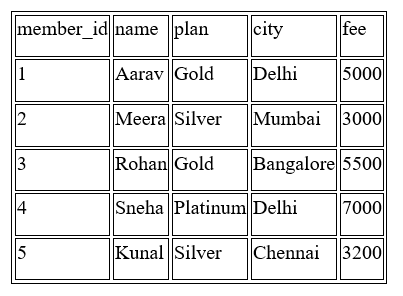 member_id name plan city fee
1 Aarav Gold Delhi 5000
2 Meera Silver Mumbai 3000
3 Rohan Gold Bangalore 5500
4 Sneha Platinum Delhi 7000
5 Kunal Silver Chennai 3200